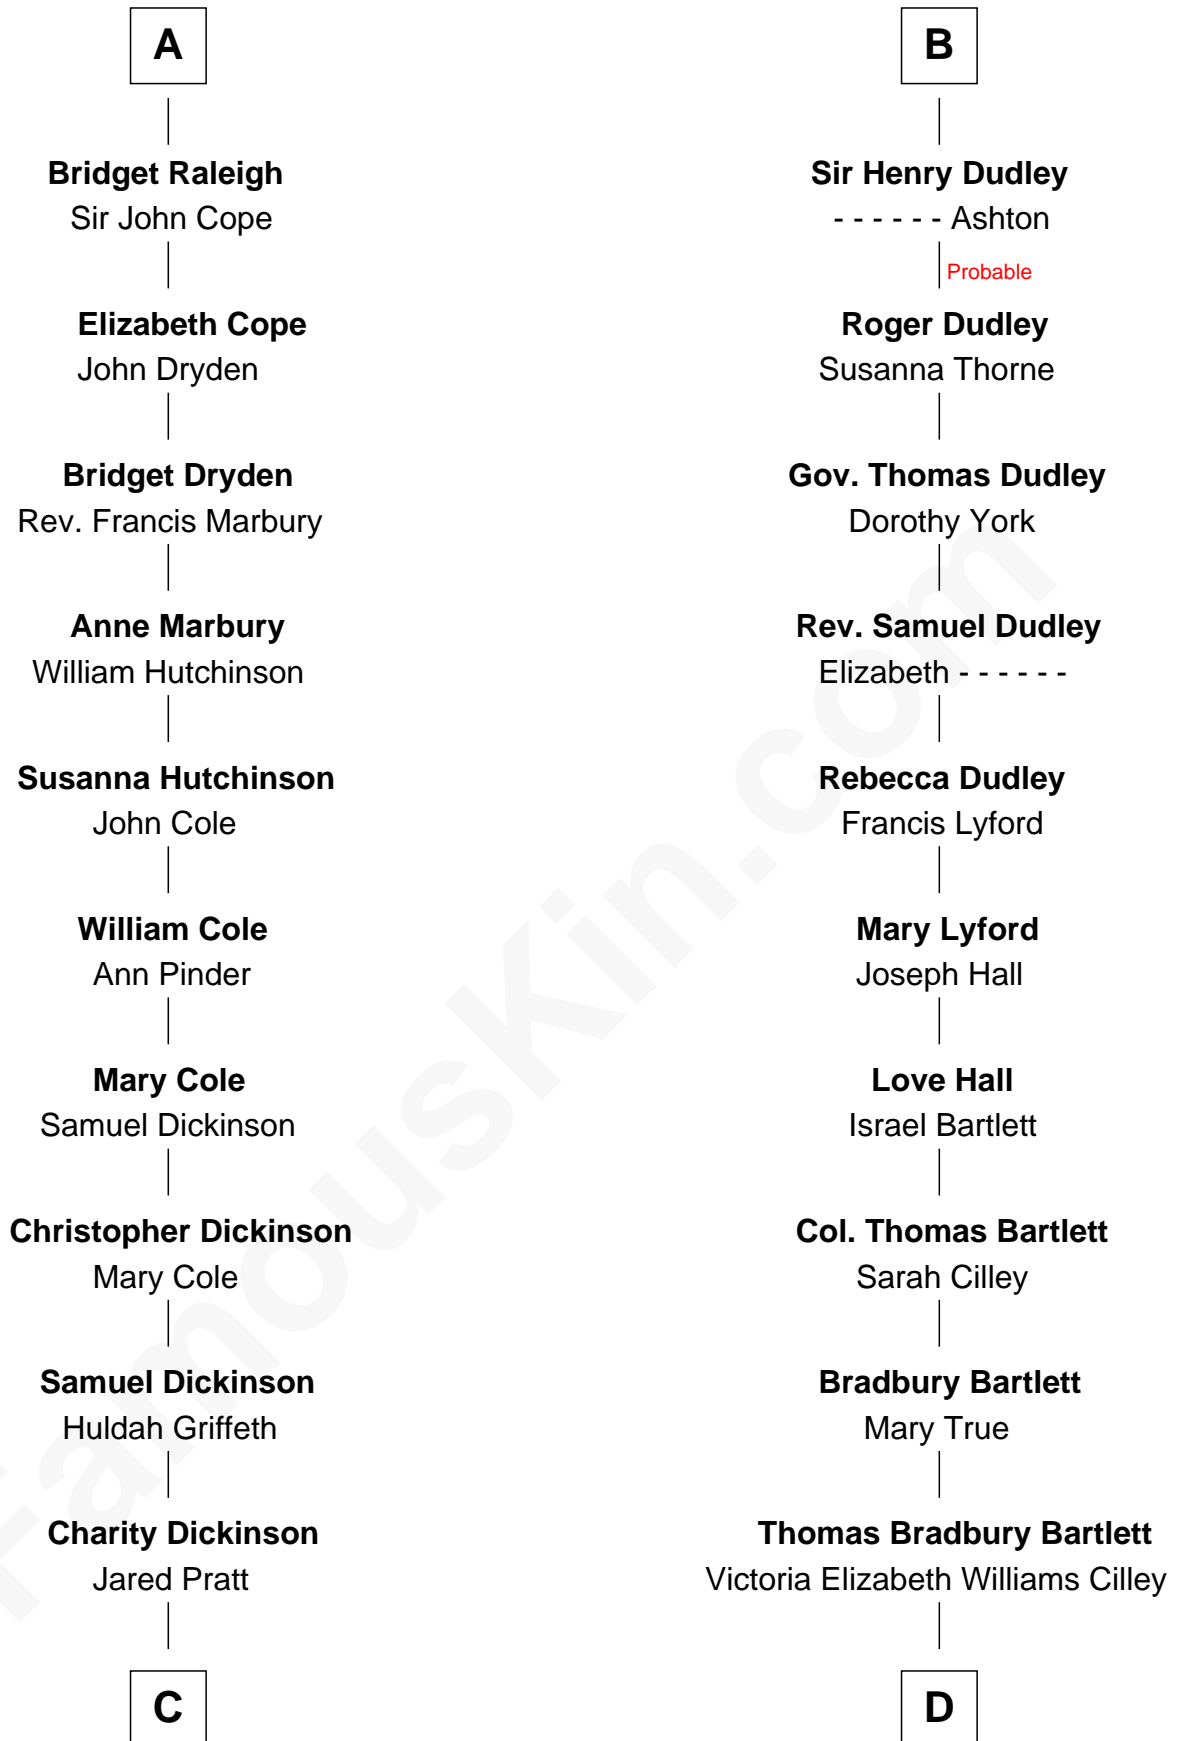 A
Bridget Raleigh
Sir John Cope
Elizabeth Cope
John Dryden
Bridget Dryden
Rev. Francis Marbury
Anne Marbury
William Hutchinson
Susanna Hutchinson
John Cole
William Cole
Ann Pinder
Mary Cole
Samuel Dickinson
Christopher Dickinson
Mary Cole
Samuel Dickinson
Huldah Griffeth
Charity Dickinson
Jared Pratt
C
B
Sir Henry Dudley
- - - - - - Ashton
Probable
Roger Dudley
Susanna Thorne
Gov. Thomas Dudley
Dorothy York
Rev. Samuel Dudley
Elizabeth - - - - - -
Rebecca Dudley
Francis Lyford
Mary Lyford
Joseph Hall
Love Hall
Israel Bartlett
Col. Thomas Bartlett
Sarah Cilley
Bradbury Bartlett
Mary True
Thomas Bradbury Bartlett
Victoria Elizabeth Williams Cilley
D
FamousKin.com